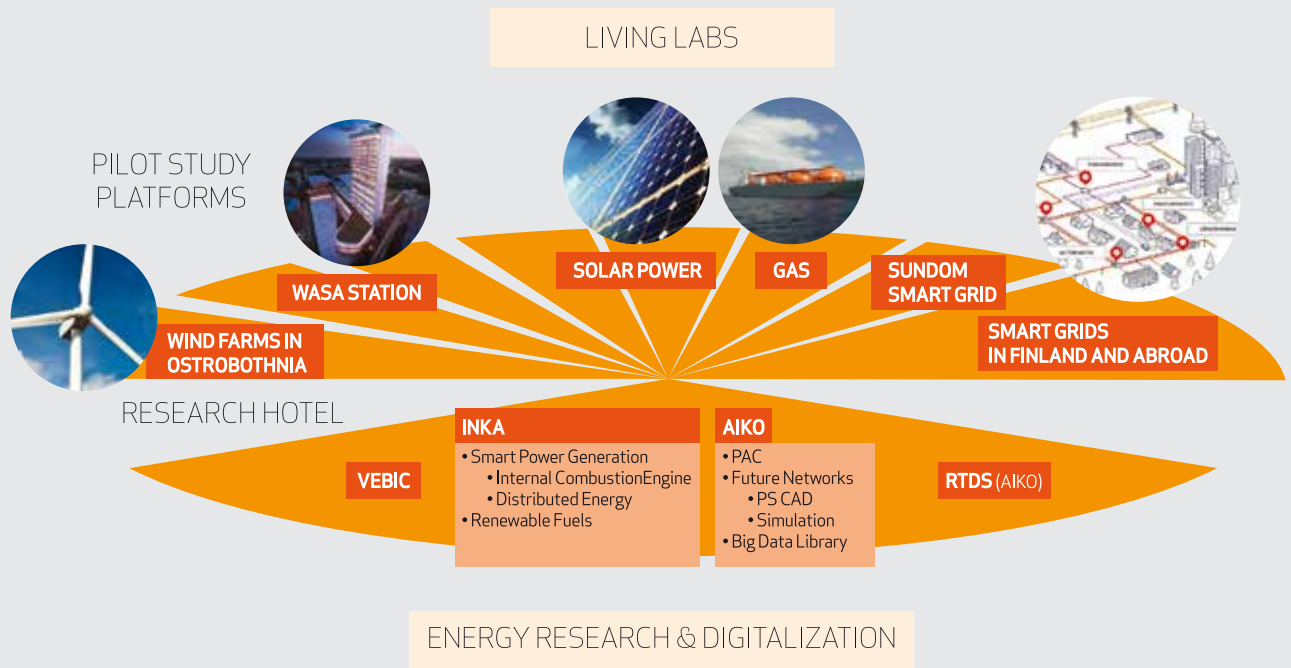 LIVING LABS
PILOT STUDY
PLATFORMS
WASA STATION
SOLAR POWER
GAS
SUNDOM
SMART GRID
WIND FARMS IN
OSTROBOTHNIA
SMART GRIDS
IN FINLAND AND ABROAD
RESEARCH HOTEL
VEBIC
INKA
• Smart Power Generation
• Internal CombustionEngine
• Distributed Energy
• Renewable Fuels
AIKO
• PAC
• Future Networks
• PS CAD
• Simulation
• Big Data Library
RTDS (AIKO)
ENERGY RESEARCH & DIGITALIZATION